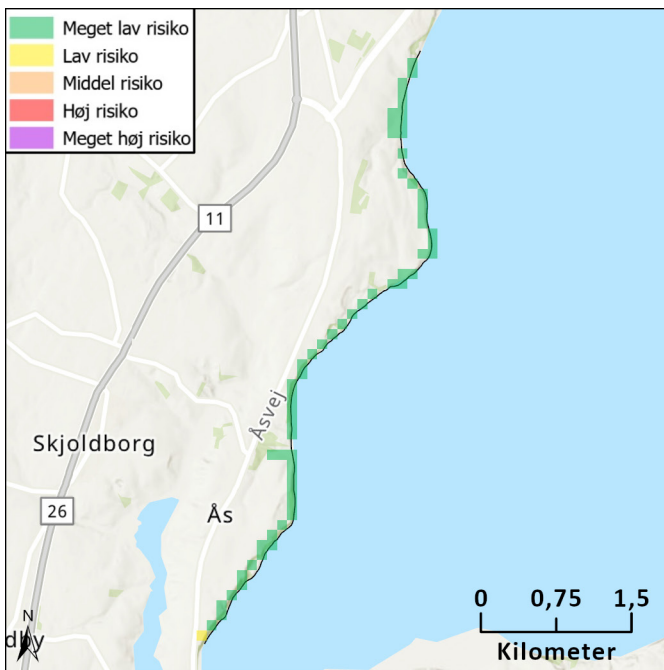 Meget lav risiko
Lav risiko
Middel risiko
Høj risiko
Meget høj risiko
11
Åsvej
Skjoldborg
26
Ås
0 0,75 1,5
Kilometer
N
dby